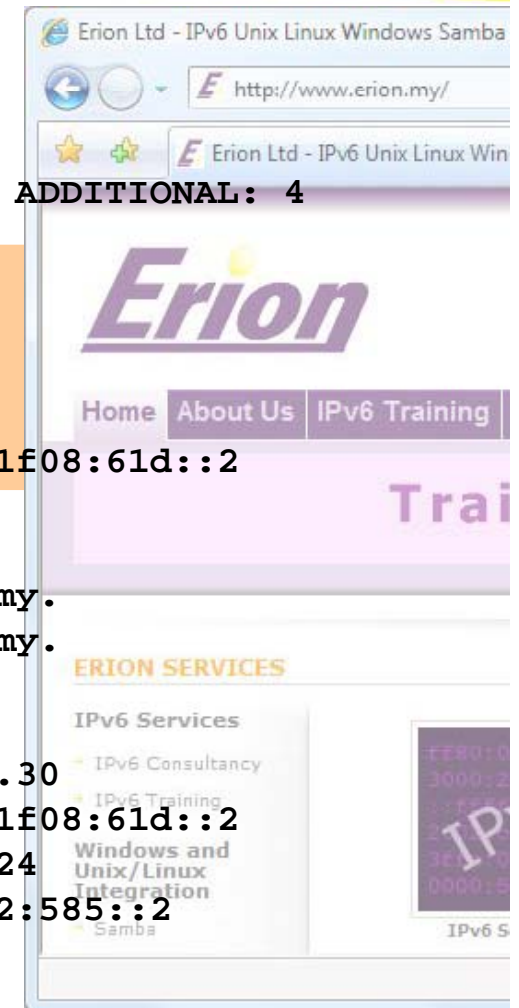 Erion Ltd - IPv6 Unix Linux Windows Samba
http://www.erion.my/
Erion Ltd - IPv6 Unix Linux Win
ADDITIONAL: 4
Erion
Home About Us IPv6 Training
1f08:61d::2
Trai
my.
my.
ERION SERVICES
IPv6 Services
IPv6 Consultancy
.30
IPv6 Training
1f08:61d::2
Windows and
24
Unix/Linux
Integration
2:585::2
Samba
IPv6 S